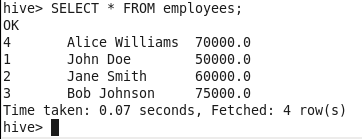 hive> SELECT * FROM employees;
OK
4       Alice Williams  70000.0
1       John Doe        50000.0
2       Jane Smith      60000.0
3       Bob Johnson     75000.0
Time taken: 0.07 seconds, Fetched: 4 row(s)
hive>